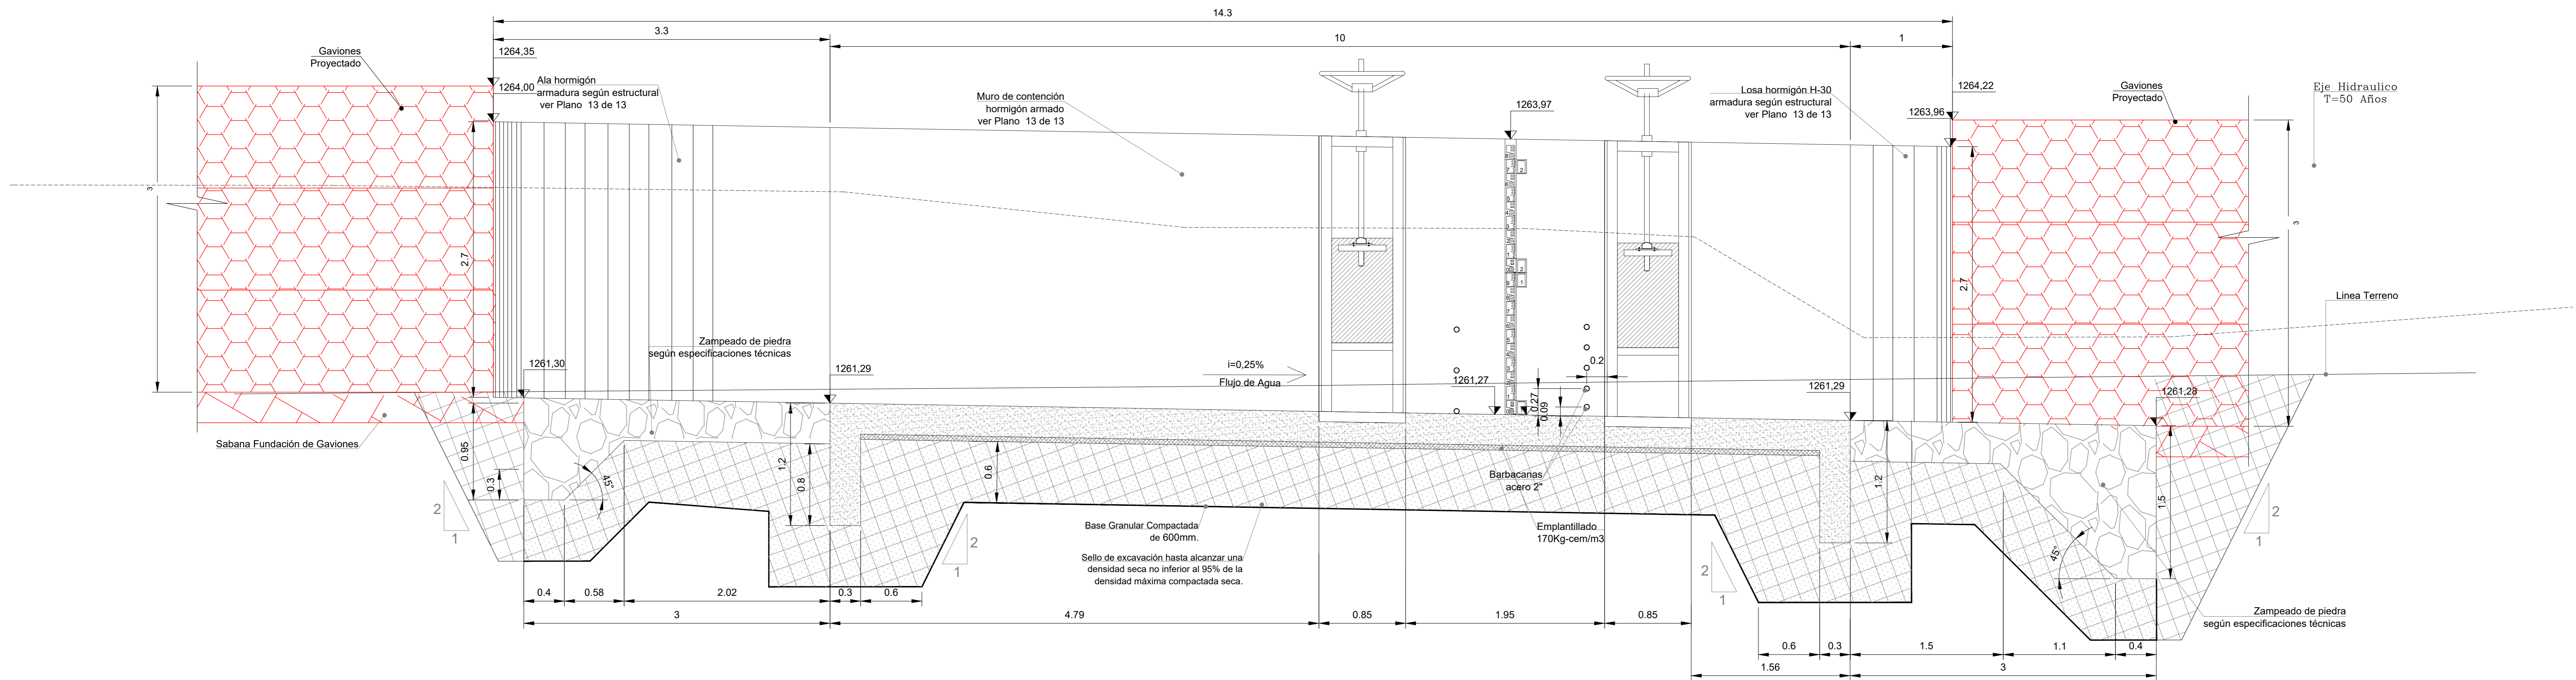 14.3
3.3
10
1
Gaviones
Proyectado
1264,35
1264,00
Ala hormigón
armadura según estructural
ver Plano 13 de 13
Muro de contención
hormigón armado
ver Plano 13 de 13
1263,97
Losa hormigón H-30
armadura según estructural
ver Plano 13 de 13
1264,22
1263,96
Gaviones
Proyectado
Eje Hidraulico
T=50 Años
3
2.7
2.7
3
Linea Terreno
Zampeado de piedra
según especificaciones técnicas
1261,30
1261,29
i=0,25%
Flujo de Agua
1261,27
0.2
0.27
0.09
1261,29
1261,28
Sabana Fundación de Gaviones
0.95
0.3
45°
1.2
0.8
0.6
Barbacanas
acero 2"
1.2
1.5
45°
2
1
Base Granular Compactada
de 600mm.
Emplantillado
170Kg-cem/m3
Sello de excavación hasta alcanzar una
densidad seca no inferior al 95% de la
densidad máxima compactada seca.
2
1
2
1
2
1
0.4
0.58
2.02
0.3
0.6
3
4.79
0.85
1.95
0.85
Zampeado de piedra
según especificaciones técnicas
0.6
0.3
1.5
1.1
0.4
1.56
3